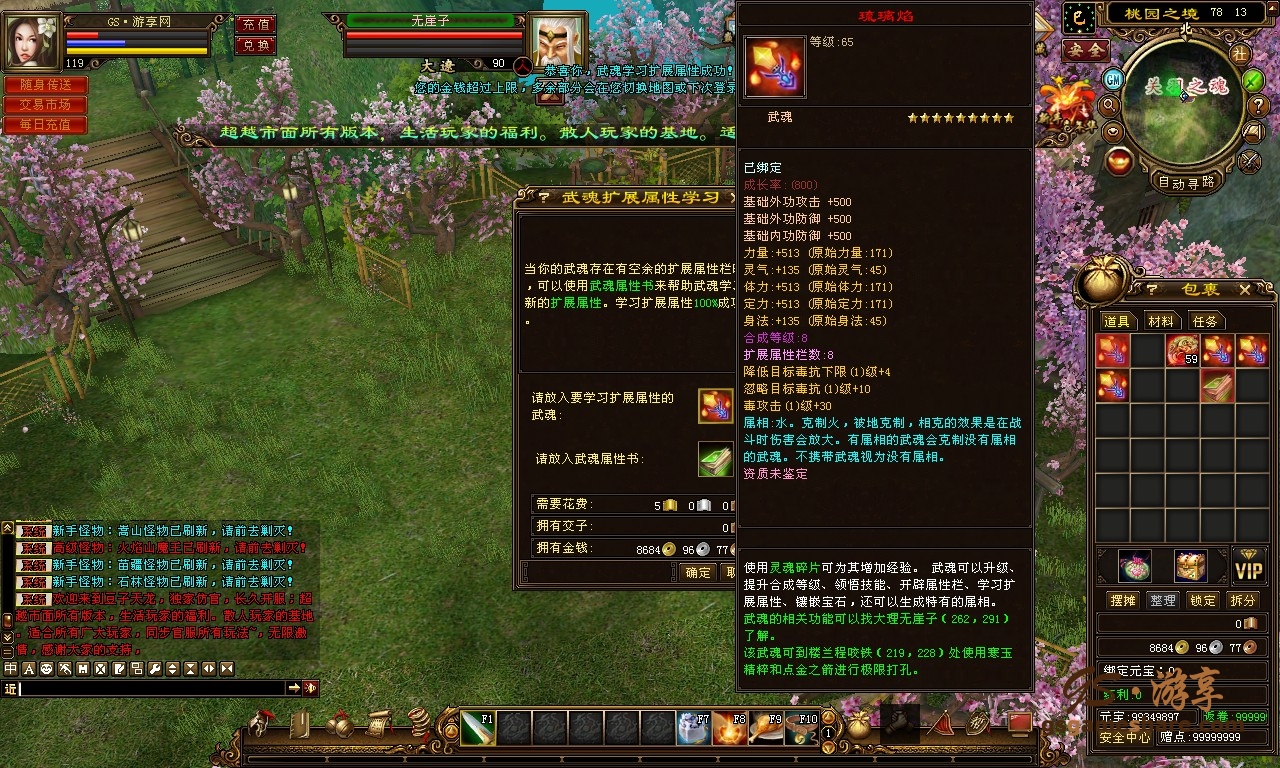 GS·游享网
119
充值
兑换
随身传送
交易市场
每日充值
无崖子
大遼
90
恭喜你，武魂学习扩展属性成功！
您的金钱超过上限，多余部分会在您切换地图或下次登录
超越市面所有版本，生活玩家的福利。散人玩家的基地。适
? 武魂扩展属性学习
当你的武魂存在有空余的扩展属性栏
，可以使用武魂属性书来帮助武魂学
新的扩展属性。学习扩展属性100%成
。
请放入要学习扩展属性的
武魂：
请放入武魂属性书：
需要花费： 5 0 0
拥有交子： 0
拥有金钱： 8684 96 77
确定
琉璃焰
等级:65
武魂
已绑定
成长率:(800)
基础外功攻击 +500
基础外功防御 +500
基础内功防御 +500
力量:+513 (原始力量:171)
灵气:+135 (原始灵气:45)
体力:+513 (原始体力:171)
定力:+513 (原始定力:171)
身法:+135 (原始身法:45)
合成等级:8
扩展属性栏数:8
降低目标毒抗下限(1)级+4
忽略目标毒抗(1)级+10
毒攻击(1)级+30
属相:水。克制火，被地克制，相克的效果是在战
斗时伤害会放大。有属相的武魂会克制没有属相
的武魂。不携带武魂视为没有属相。
资质未鉴定
使用灵魂碎片可为其增加经验。 武魂可以升级、
提升合成等级、领悟技能、开辟属性栏、学习扩
展属性、镶嵌宝石，还可以生成特有的属相。
武魂的相关功能可以找大理无崖子（262，291）
了解。
该武魂可到楼兰程咬铁（219，228）处使用寒玉
精粹和点金之箭进行极限打孔。
桃园之境 78 13
北
安全
GM
社
关羽之魂
自动寻路
? 包裹 X
道具 材料 任务
59
VIP
摆摊 整理 锁定 拆分
0
8684 96 77
绑定元宝：0
红利
元宝:99349897 返卷:99999
安全中心 赠点:99999999
游享
系统 新手怪物：嵩山怪物已刷新，请前去剿灭！
系统 高级怪物：火焰山魔王已刷新，请前去剿灭！
系统 新手怪物：苗疆怪物已刷新，请前去剿灭！
系统 新手怪物：石林怪物已刷新，请前去剿灭！
系统 欢迎来到豆子天龙，独家仿官，长久开服；超
越市面所有版本，生活玩家的福利。散人玩家的基地
。适合所有广大玩家，同步官服所有玩法~，无限激
情，感谢大家的支持，
中
近
F1
F7
F8
F9
F10
1